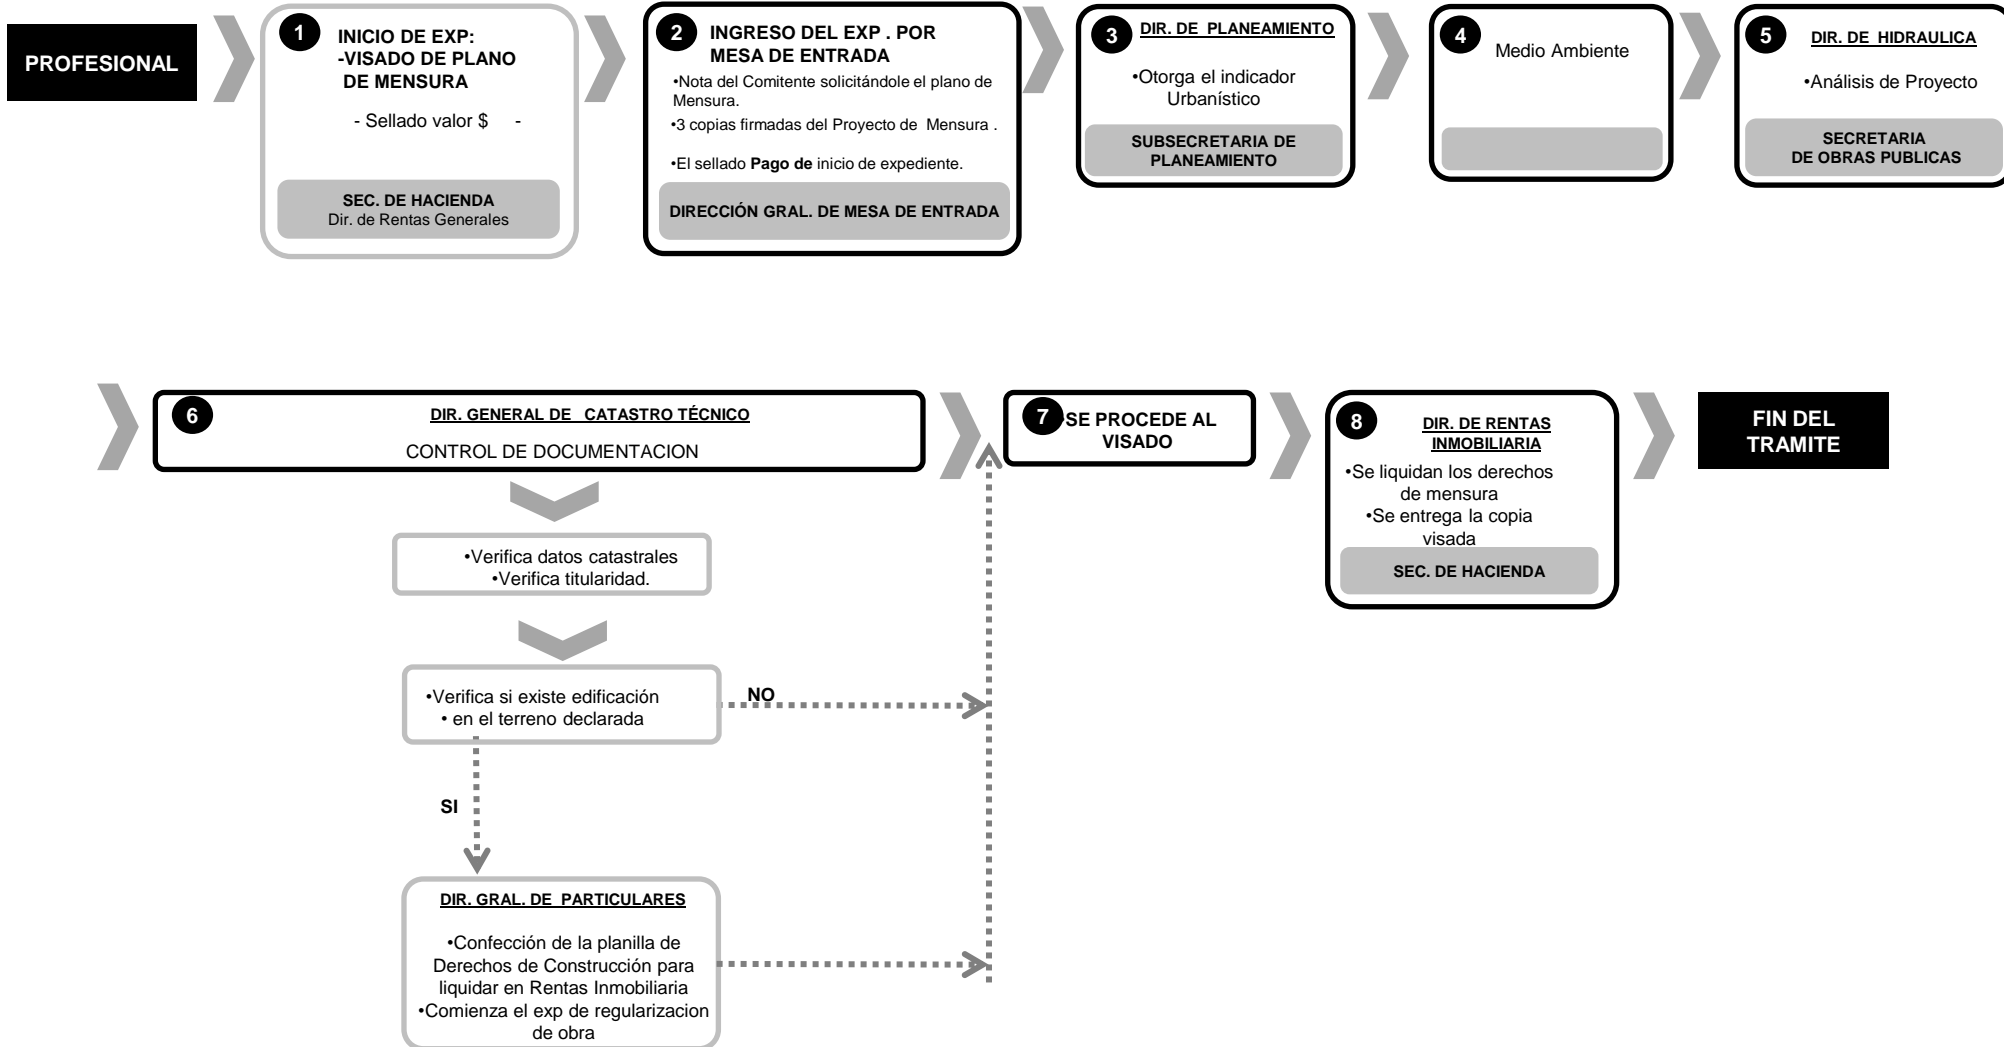 PROFESIONAL
1
INICIO DE EXP:
-VISADO DE PLANO
DE MENSURA
- Sellado valor $ -
SEC. DE HACIENDA
Dir. de Rentas Generales
2
INGRESO DEL EXP . POR
MESA DE ENTRADA
•Nota del Comitente solicitándole el plano de
Mensura.
•3 copias firmadas del Proyecto de Mensura .
•El sellado Pago de inicio de expediente.
DIRECCIÓN GRAL. DE MESA DE ENTRADA
3
DIR. DE PLANEAMIENTO
•Otorga el indicador
Urbanístico
SUBSECRETARIA DE
PLANEAMIENTO
4
Medio Ambiente
5
DIR. DE HIDRAULICA
•Análisis de Proyecto
SECRETARIA
DE OBRAS PUBLICAS
6
DIR. GENERAL DE CATASTRO TÉCNICO
CONTROL DE DOCUMENTACION
•Verifica datos catastrales
•Verifica titularidad.
•Verifica si existe edificación
• en el terreno declarada
NO
SI
DIR. GRAL. DE PARTICULARES
•Confección de la planilla de
Derechos de Construcción para
liquidar en Rentas Inmobiliaria
•Comienza el exp de regularizacion
de obra
7
SE PROCEDE AL
VISADO
8
DIR. DE RENTAS
INMOBILIARIA
•Se liquidan los derechos
de mensura
•Se entrega la copia
visada
SEC. DE HACIENDA
FIN DEL
TRAMITE